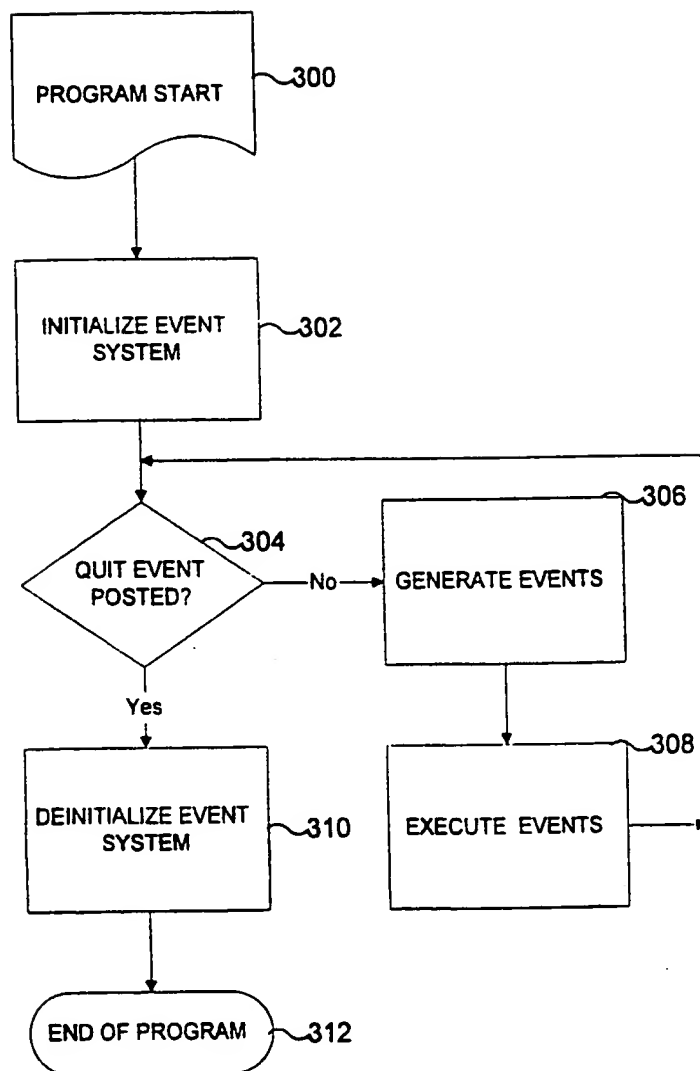 PROGRAM START
300
INITIALIZE EVENT
SYSTEM
302
304
QUIT EVENT
POSTED?
No
306
GENERATE EVENTS
Yes
308
EXECUTE EVENTS
DEINITIALIZE EVENT
SYSTEM
310
END OF PROGRAM
312